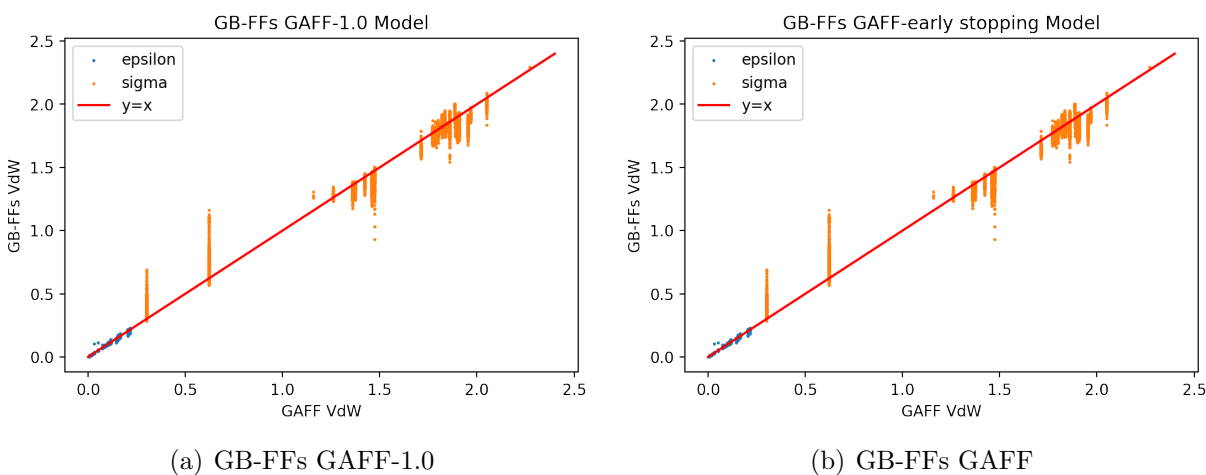 GB-FFs GAFF-1.0 Model
2.5
2.0
1.5
1.0
0.5
0.0
GB-FFs VdW
epsilon
sigma
y=x
0.0 0.5 1.0 1.5 2.0 2.5
GAFF VdW
(a) GB-FFs GAFF-1.0
GB-FFs GAFF-early stopping Model
2.5
2.0
1.5
1.0
0.5
0.0
GB-FFs VdW
epsilon
sigma
y=x
0.0 0.5 1.0 1.5 2.0 2.5
GAFF VdW
(b) GB-FFs GAFF